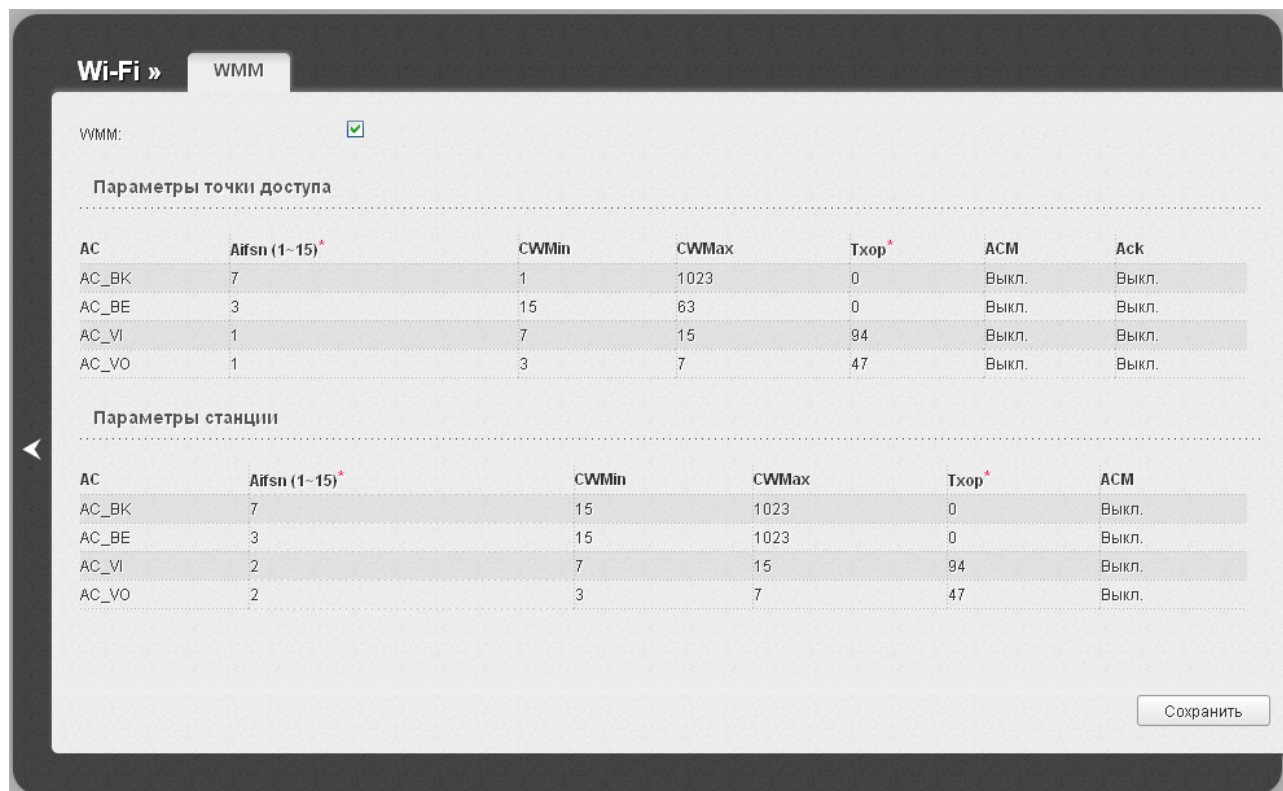 Wi-Fi » WMM
WMM:
Параметры точки доступа
AC Aifsn (1~15)* CWMin CWMax Txop* ACM Ack
AC_BK 7 1 1023 0 Выкл. Выкл.
AC_BE 3 15 63 0 Выкл. Выкл.
AC_VI 1 7 15 94 Выкл. Выкл.
AC_VO 1 3 7 47 Выкл. Выкл.
Параметры станции
AC Aifsn (1~15)* CWMin CWMax Txop* ACM
AC_BK 7 15 1023 0 Выкл.
AC_BE 3 15 1023 0 Выкл.
AC_VI 2 7 15 94 Выкл.
AC_VO 2 3 7 47 Выкл.
Сохранить